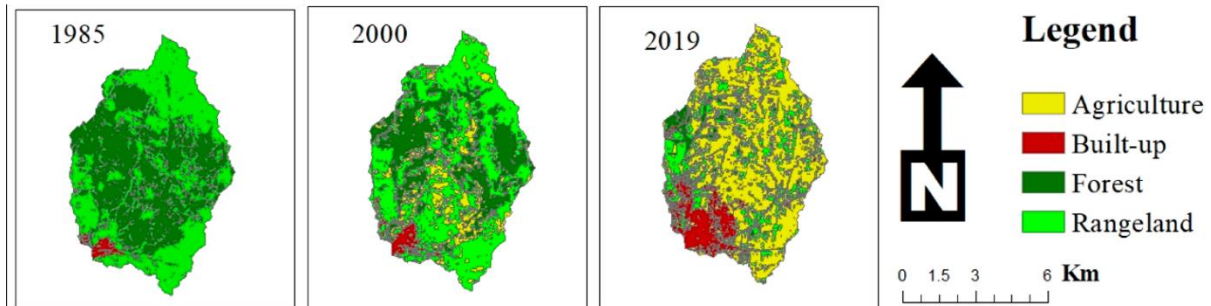 1985
2000
2019
Legend
Agriculture
Built-up
Forest
Rangeland
N
0 1.5 3 6 Km